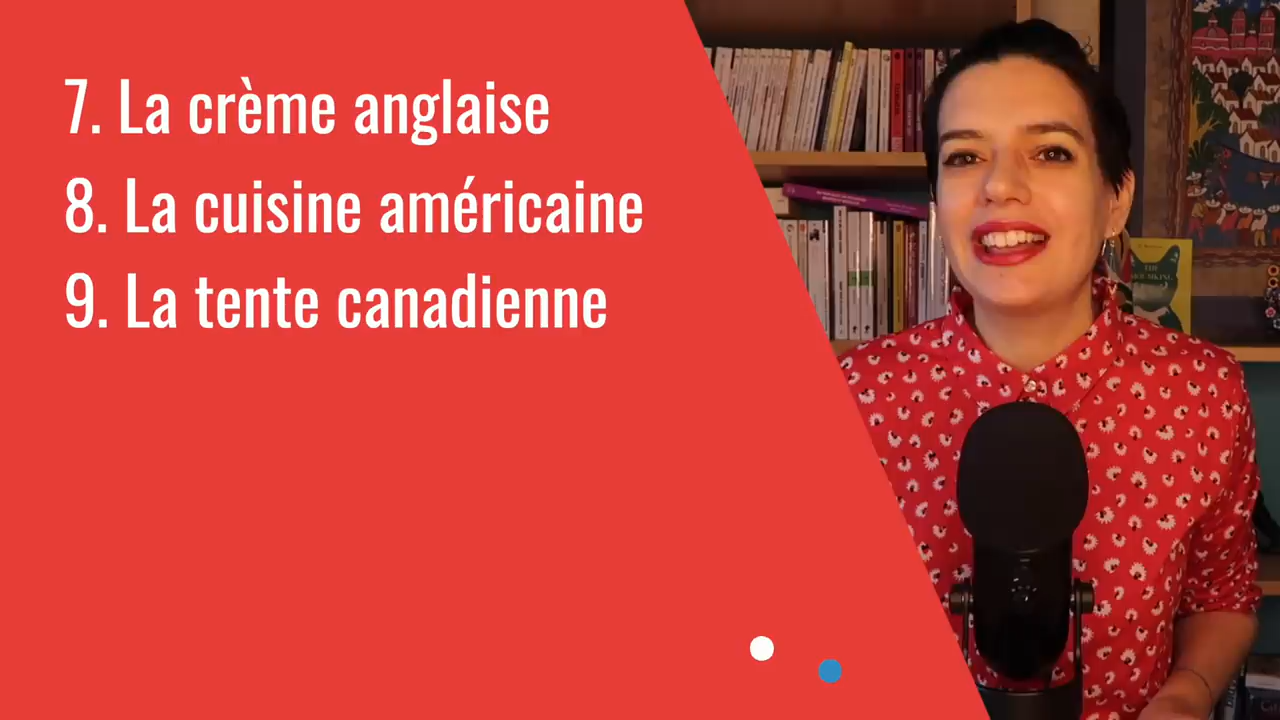 7. La crème anglaise
8. La cuisine américaine
9. La tente canadienne